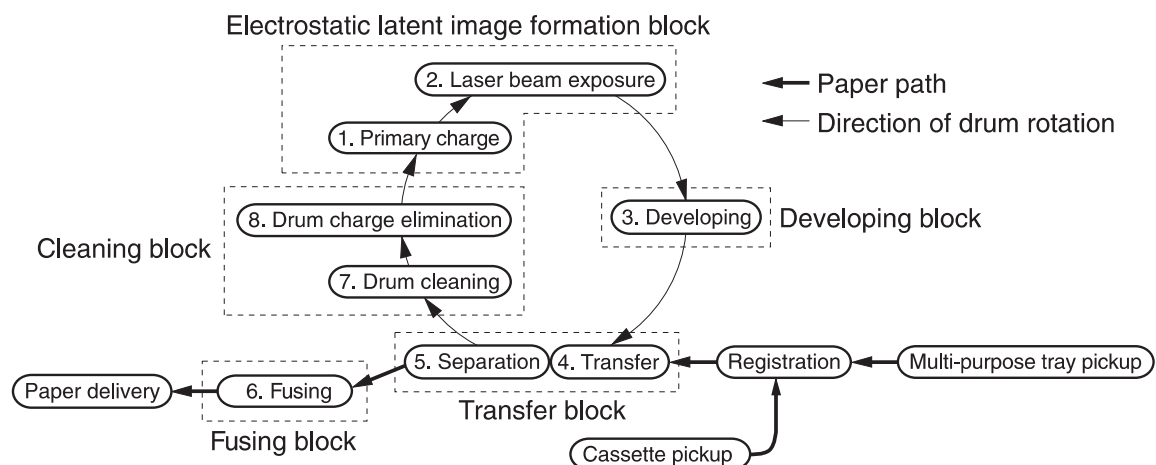 Electrostatic latent image formation block
2. Laser beam exposure
Paper path
Direction of drum rotation
1. Primary charge
8. Drum charge elimination
3. Developing
Developing block
Cleaning block
7. Drum cleaning
5. Separation
4. Transfer
Registration
Multi-purpose tray pickup
Paper delivery
6. Fusing
Transfer block
Fusing block
Cassette pickup